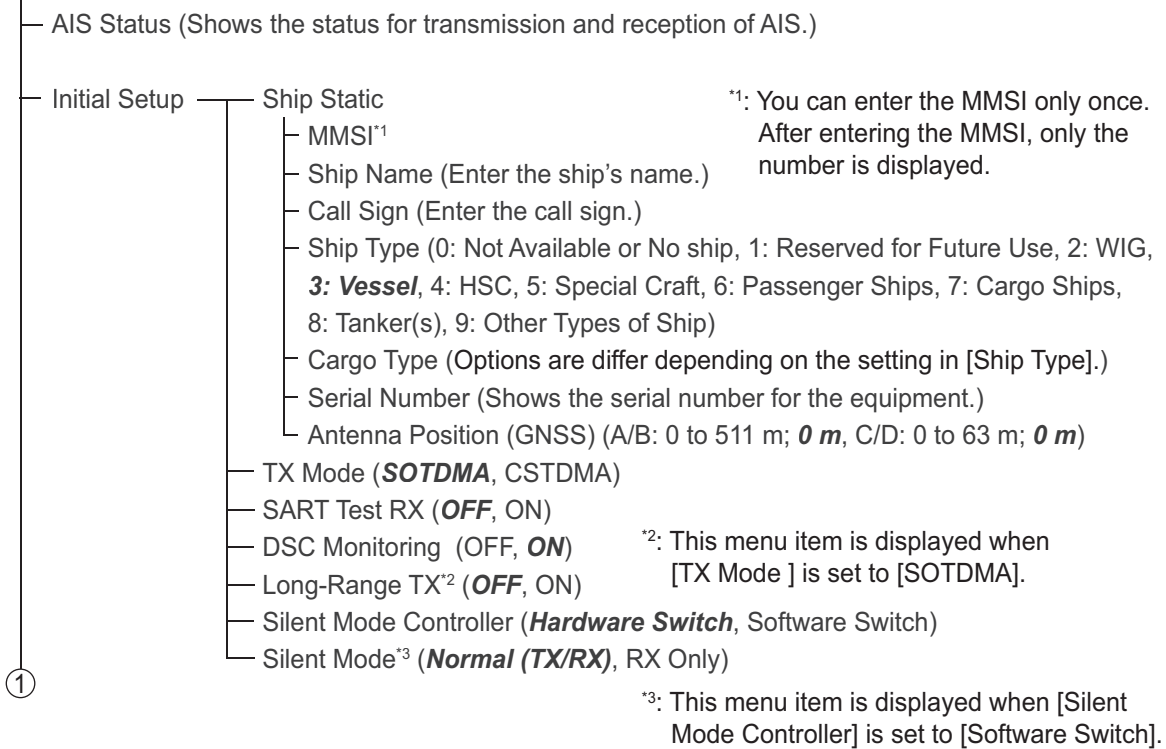 AIS Status (Shows the status for transmission and reception of AIS.)
Initial Setup
Ship Static
*1: You can enter the MMSI only once.
After entering the MMSI, only the
number is displayed.
MMSI*1
Ship Name (Enter the ship’s name.)
Call Sign (Enter the call sign.)
Ship Type (0: Not Available or No ship, 1: Reserved for Future Use, 2: WIG,
3: Vessel, 4: HSC, 5: Special Craft, 6: Passenger Ships, 7: Cargo Ships,
8: Tanker(s), 9: Other Types of Ship)
Cargo Type (Options are differ depending on the setting in [Ship Type].)
Serial Number (Shows the serial number for the equipment.)
Antenna Position (GNSS) (A/B: 0 to 511 m; 0 m, C/D: 0 to 63 m; 0 m)
TX Mode (SOTDMA, CSTDMA)
SART Test RX (OFF, ON)
DSC Monitoring (OFF, ON)
*2: This menu item is displayed when
[TX Mode ] is set to [SOTDMA].
Long-Range TX*2 (OFF, ON)
Silent Mode Controller (Hardware Switch, Software Switch)
Silent Mode*3 (Normal (TX/RX), RX Only)
1
*3: This menu item is displayed when [Silent
Mode Controller] is set to [Software Switch].